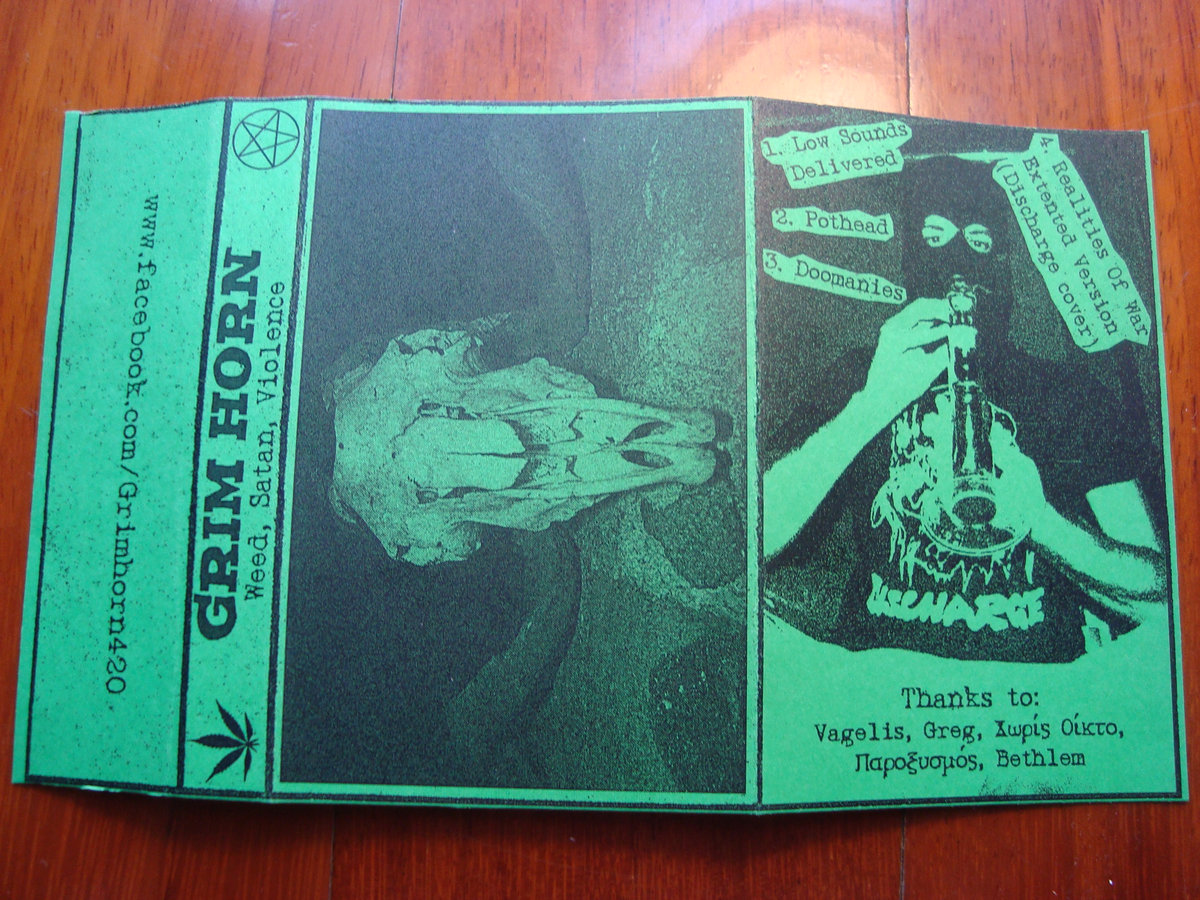 www.facebook.com/Grimhorn420
GRIM HORN
Weed, Satan, Violence
1. Low Sounds
Delivered
2. Pothead
3. Doomanies
4. Realities Of War
Extented Version
(Discharge cover)
DISCHARGE
Thanks to:
Vagelis, Greg, Χωρίς Οίκτο,
Παροξυσμός, Bethlem